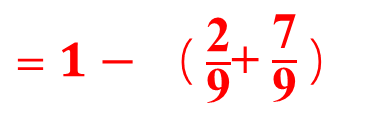 = 1 − ( 2/9 + 7/9 )